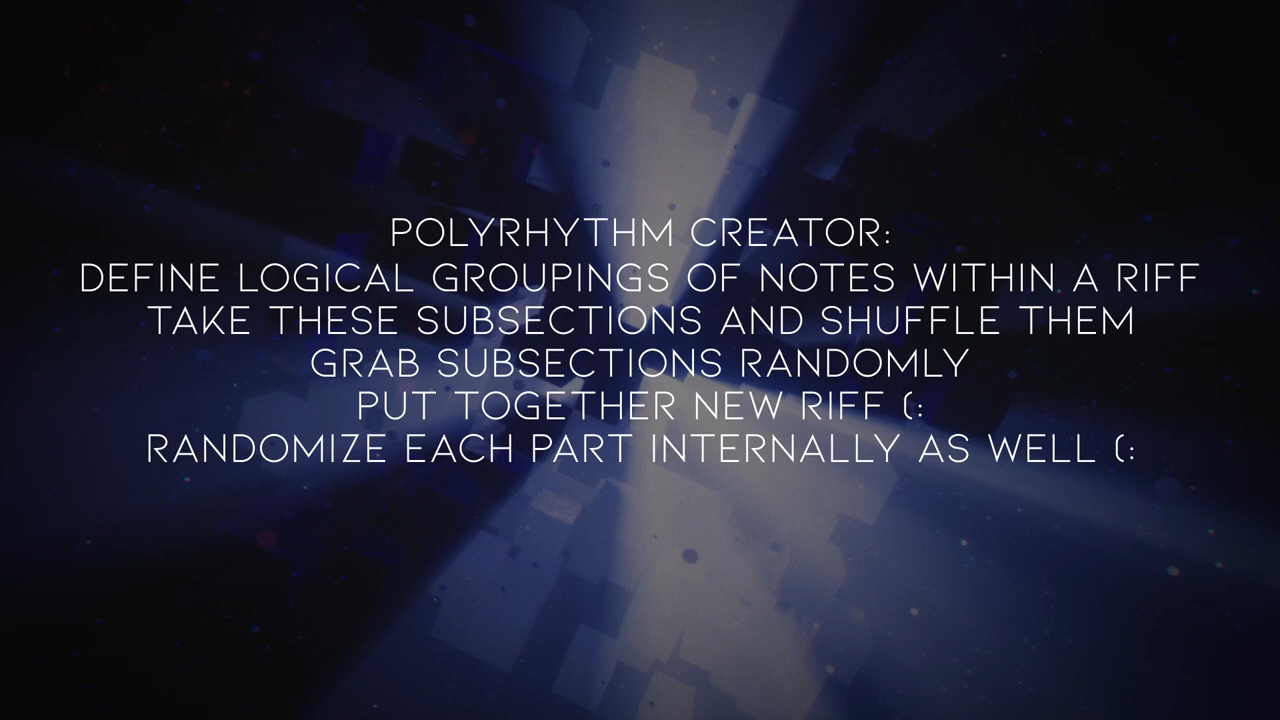 POLYRHYTHM CREATOR:
DEFINE LOGICAL GROUPINGS OF NOTES WITHIN A RIFF
TAKE THESE SUBSECTIONS AND SHUFFLE THEM
GRAB SUBSECTIONS RANDOMLY
PUT TOGETHER NEW RIFF (:
RANDOMIZE EACH PART INTERNALLY AS WELL (: